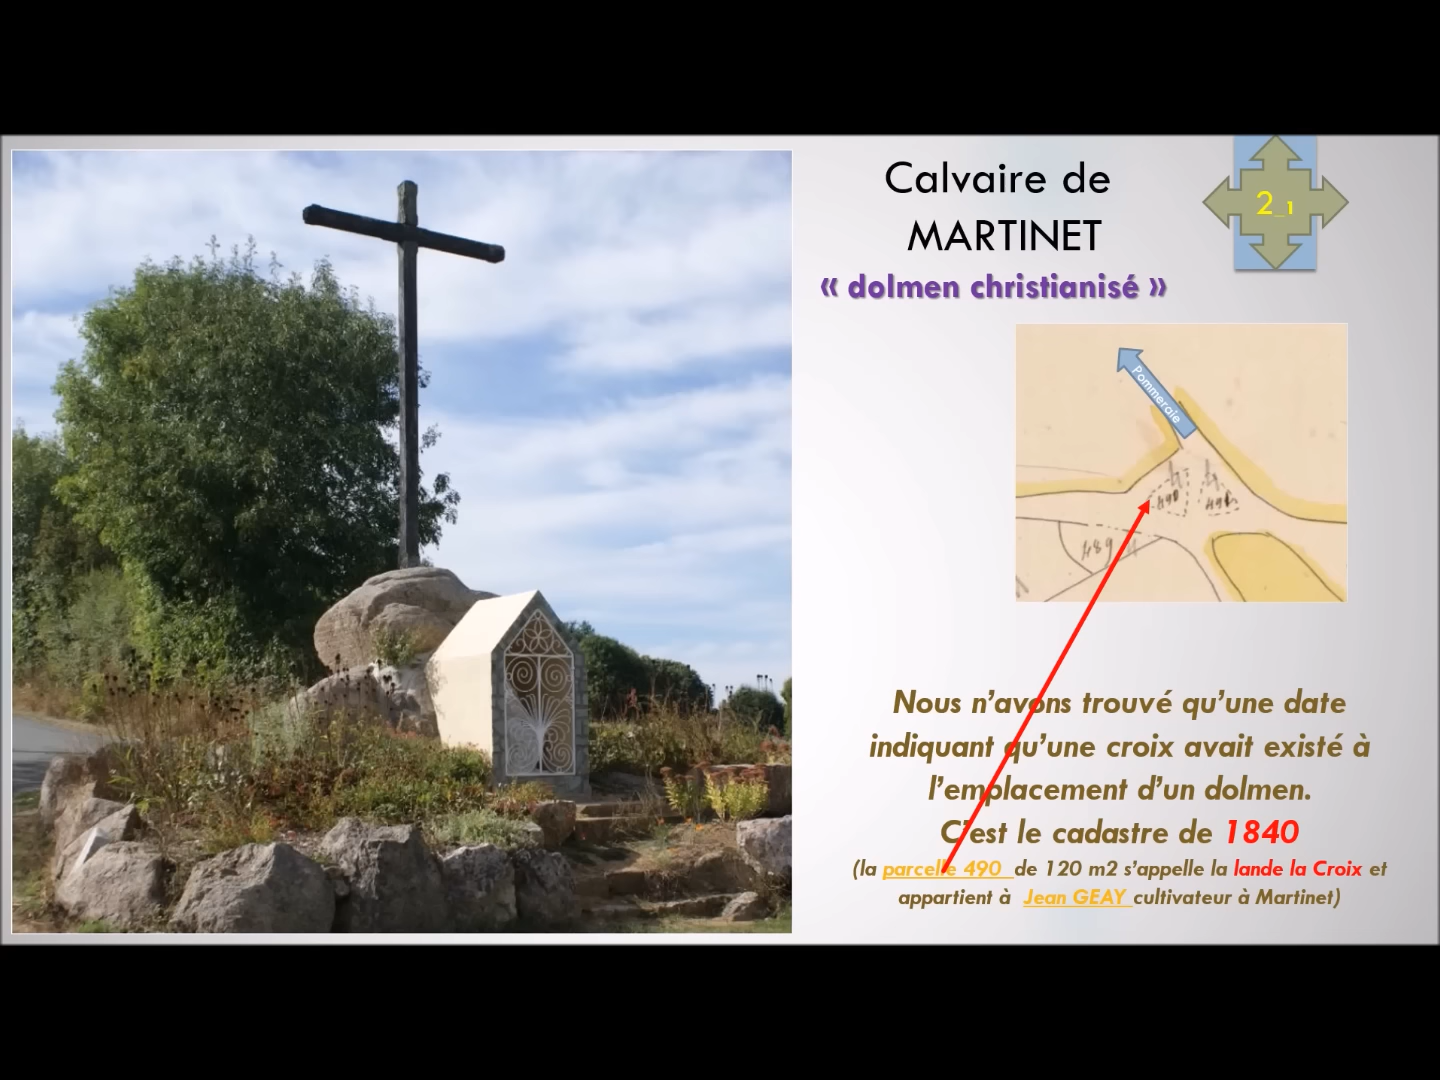 Calvaire de
MARTINET
« dolmen christianisé »
2_1
Pommeraie
490
491
489
Nous n’avons trouvé qu’une date
indiquant qu’une croix avait existé à
l’emplacement d’un dolmen.
C’est le cadastre de 1840
(la parcelle 490 de 120 m2 s’appelle la lande la Croix et
appartient à Jean GEAY cultivateur à Martinet)